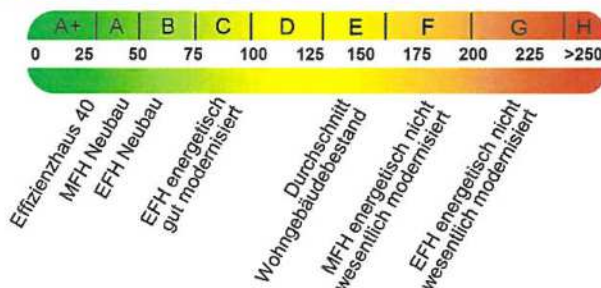 A+ A B C D E F G H
0 25 50 75 100 125 150 175 200 225 >250
Effizienzhaus 40
MFH Neubau
EFH Neubau
EFH energetisch
gut modernisiert
Durchschnitt
Wohngebäudebestand
MFH energetisch nicht
wesentlich modernisiert
EFH energetisch nicht
wesentlich modernisiert